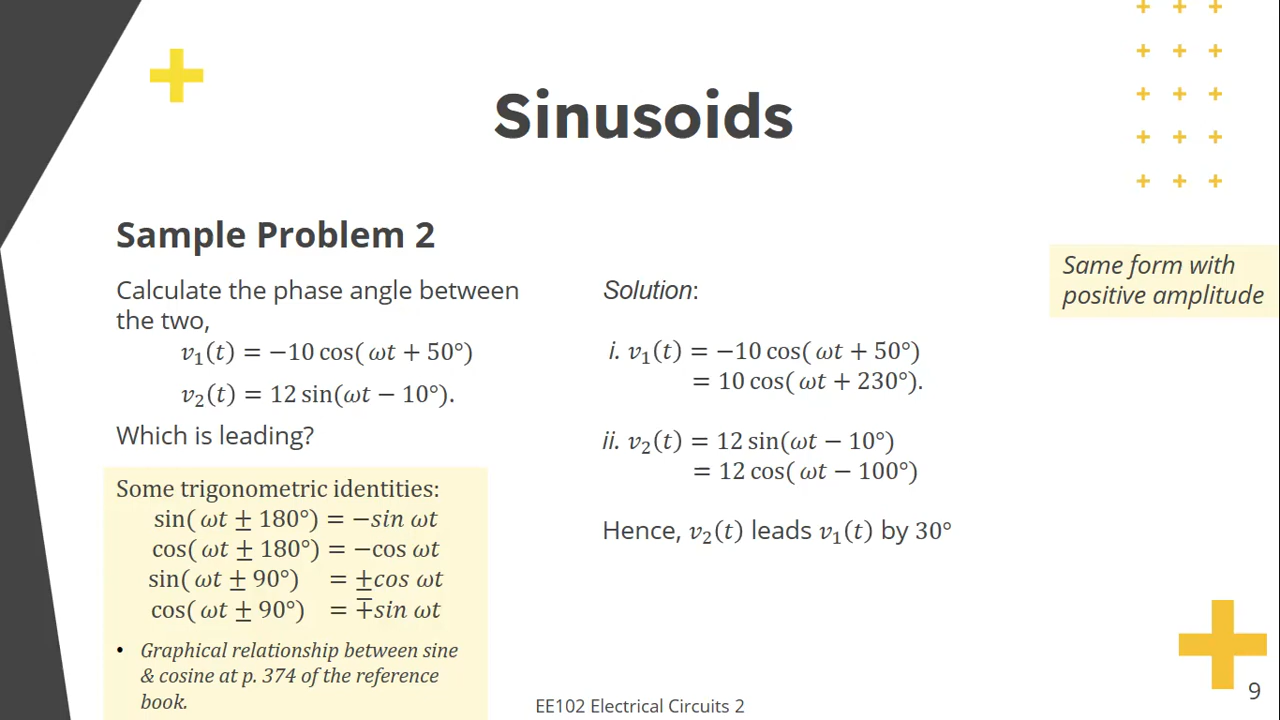 Sinusoids
Sample Problem 2
Calculate the phase angle between
the two,
v₁(t) = −10 cos( ωt + 50°)
v₂(t) = 12 sin(ωt − 10°).
Which is leading?
Some trigonometric identities:
sin( ωt ± 180°) = −sin ωt
cos( ωt ± 180°) = −cos ωt
sin( ωt ± 90°) = ±cos ωt
cos( ωt ± 90°) = ∓sin ωt
• Graphical relationship between sine
& cosine at p. 374 of the reference
book.
Solution:
i. v₁(t) = −10 cos( ωt + 50°)
= 10 cos( ωt + 230°).
ii. v₂(t) = 12 sin(ωt − 10°)
= 12 cos( ωt − 100°)
Hence, v₂(t) leads v₁(t) by 30°
Same form with
positive amplitude
EE102 Electrical Circuits 2
9